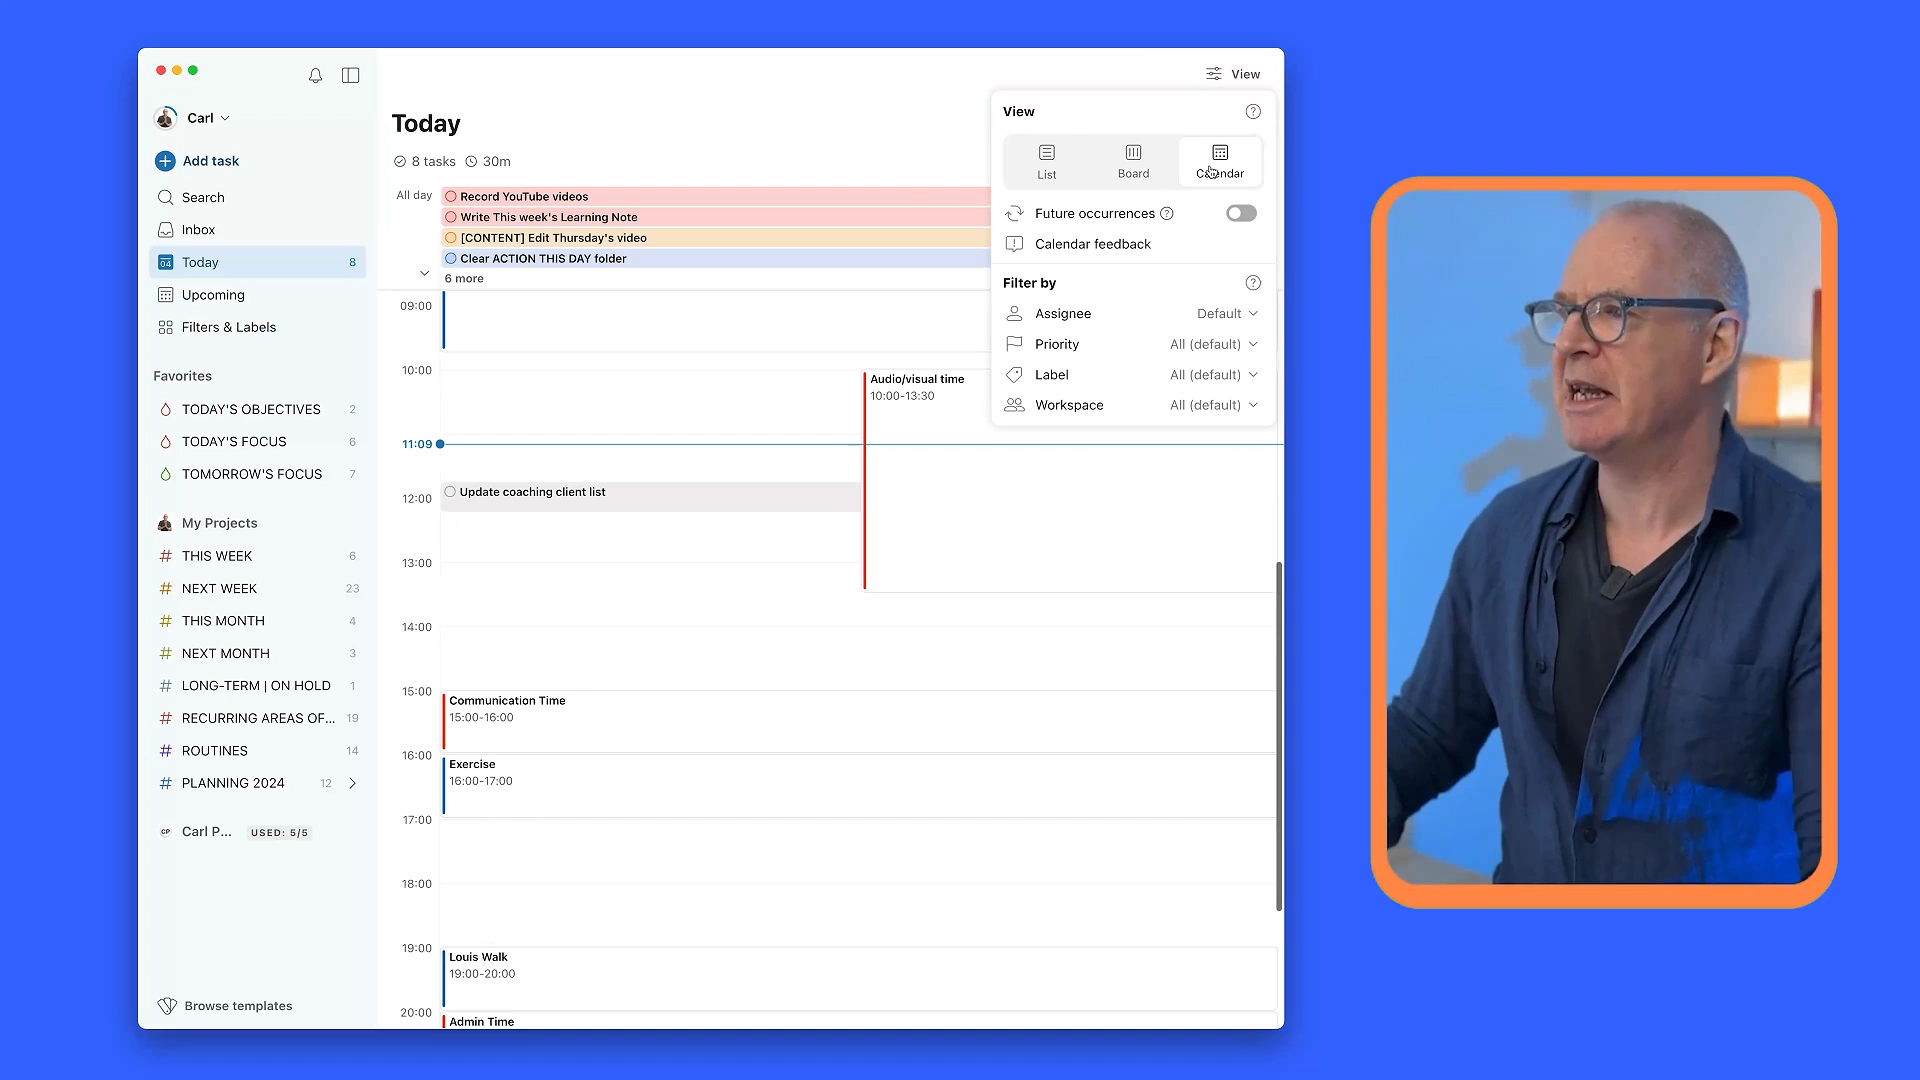 View
Carl
Add task
Search
Inbox
04 Today 8
Upcoming
Filters & Labels
Favorites
TODAY'S OBJECTIVES 2
TODAY'S FOCUS 6
TOMORROW'S FOCUS 7
My Projects
THIS WEEK 6
NEXT WEEK 23
THIS MONTH 4
NEXT MONTH 3
LONG-TERM | ON HOLD 1
RECURRING AREAS OF... 19
ROUTINES 14
PLANNING 2024 12
CP Carl P... USED: 5/5
Browse templates
Today
8 tasks 30m
All day
Record YouTube videos
Write This week's Learning Note
[CONTENT] Edit Thursday's video
Clear ACTION THIS DAY folder
6 more
09:00
10:00
Audio/visual time
10:00-13:30
11:09
Update coaching client list
12:00
13:00
14:00
15:00
Communication Time
15:00-16:00
16:00
Exercise
16:00-17:00
17:00
18:00
19:00
Louis Walk
19:00-20:00
20:00
Admin Time
View
List Board Calendar
Future occurrences
Calendar feedback
Filter by
Assignee Default
Priority All (default)
Label All (default)
Workspace All (default)